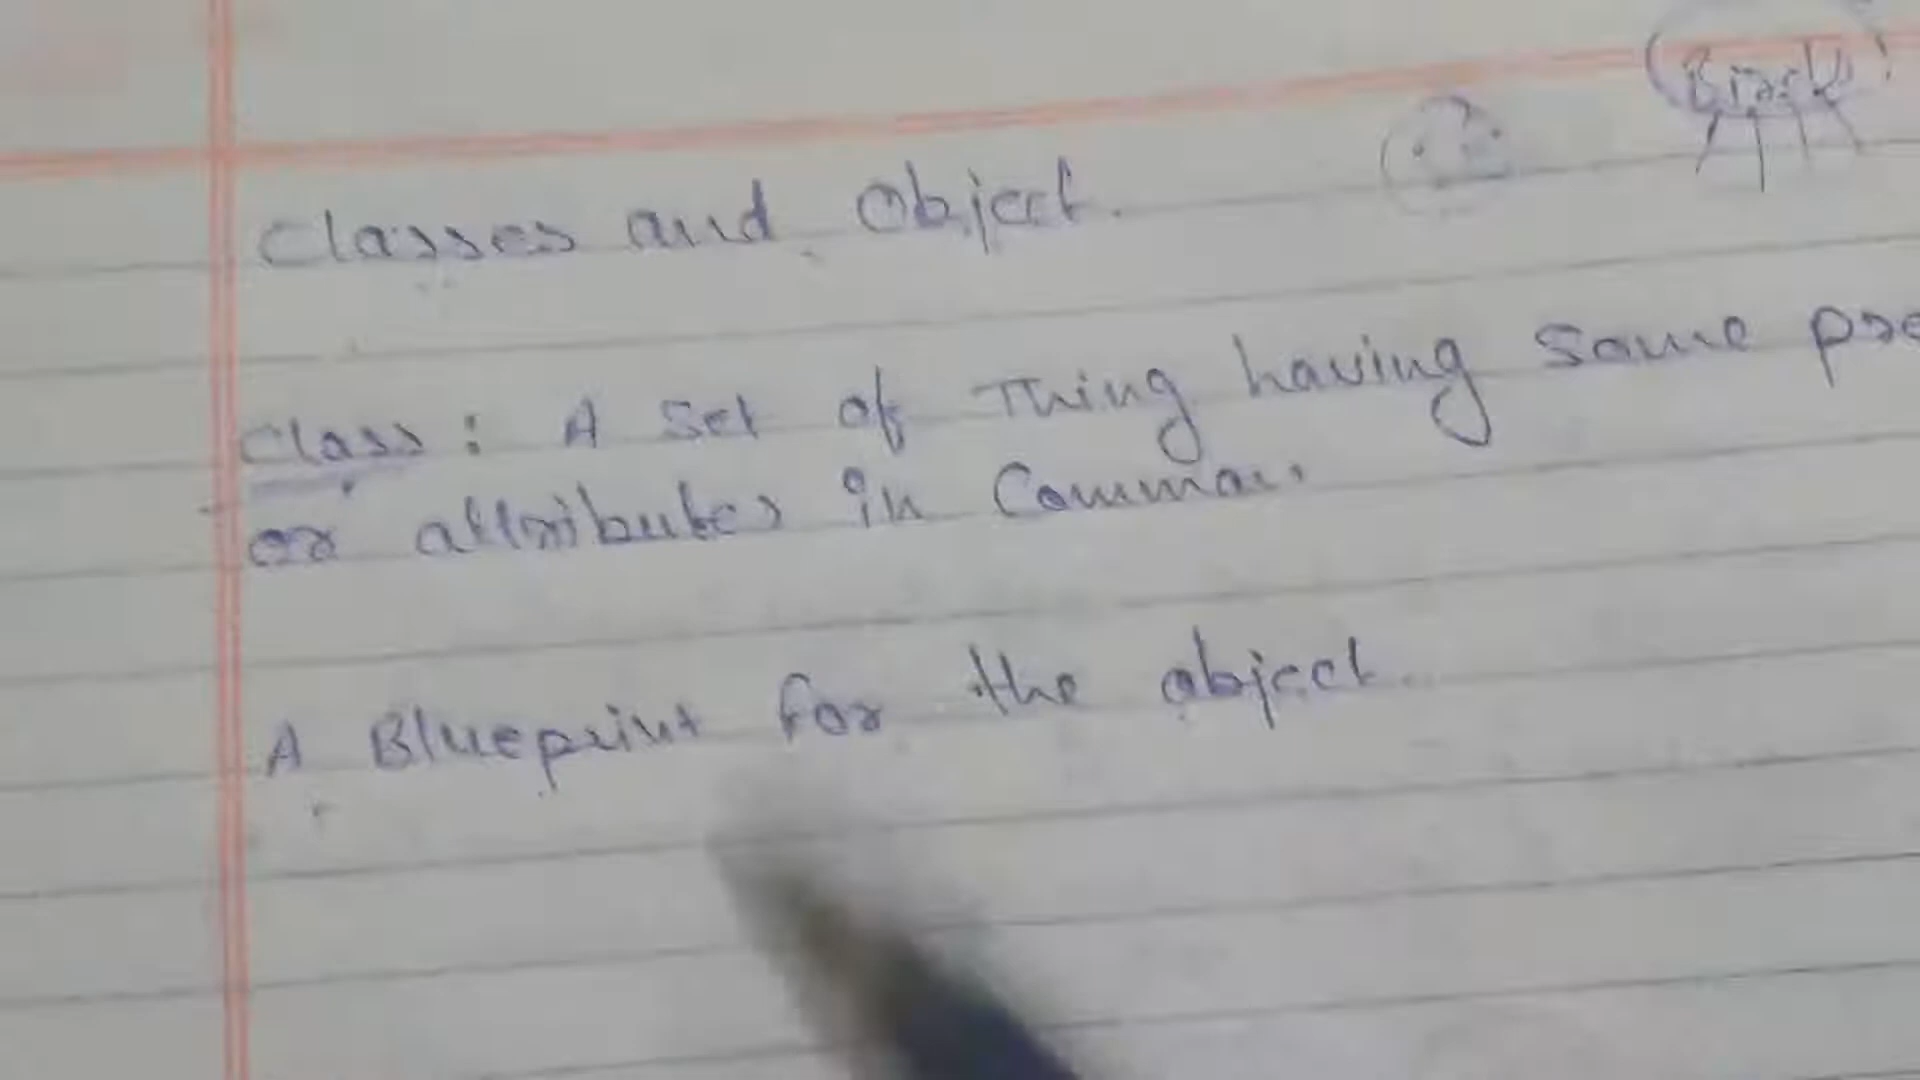 Classes and Object.
Class: A Set of Thing having same
or attributes in Common.
A Blueprint for the object.